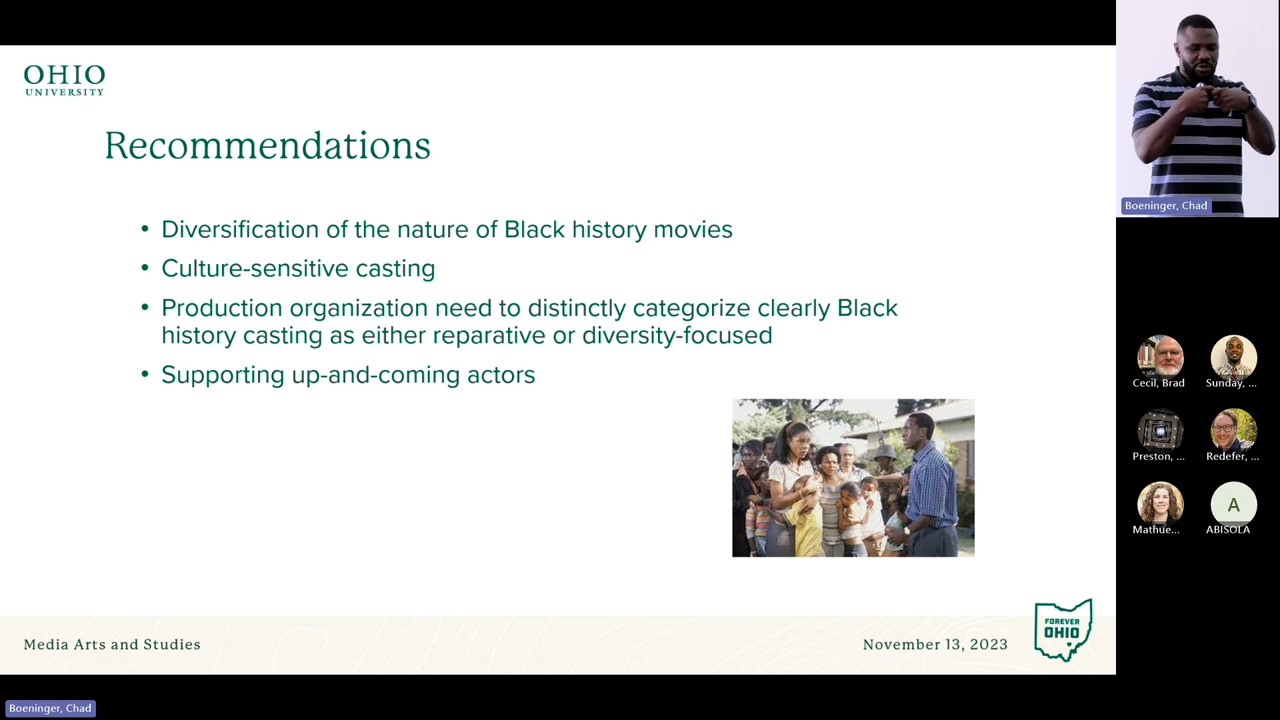 OHIO
UNIVERSITY
Recommendations
• Diversification of the nature of Black history movies
• Culture-sensitive casting
• Production organization need to distinctly categorize clearly Black
history casting as either reparative or diversity-focused
• Supporting up-and-coming actors
Media Arts and Studies
November 13, 2023
FOREVER
OHIO
Boeninger, Chad
Cecil, Brad
Sunday, ...
Preston, ...
Redefer, ...
Mathue...
A
ABISOLA
Boeninger, Chad